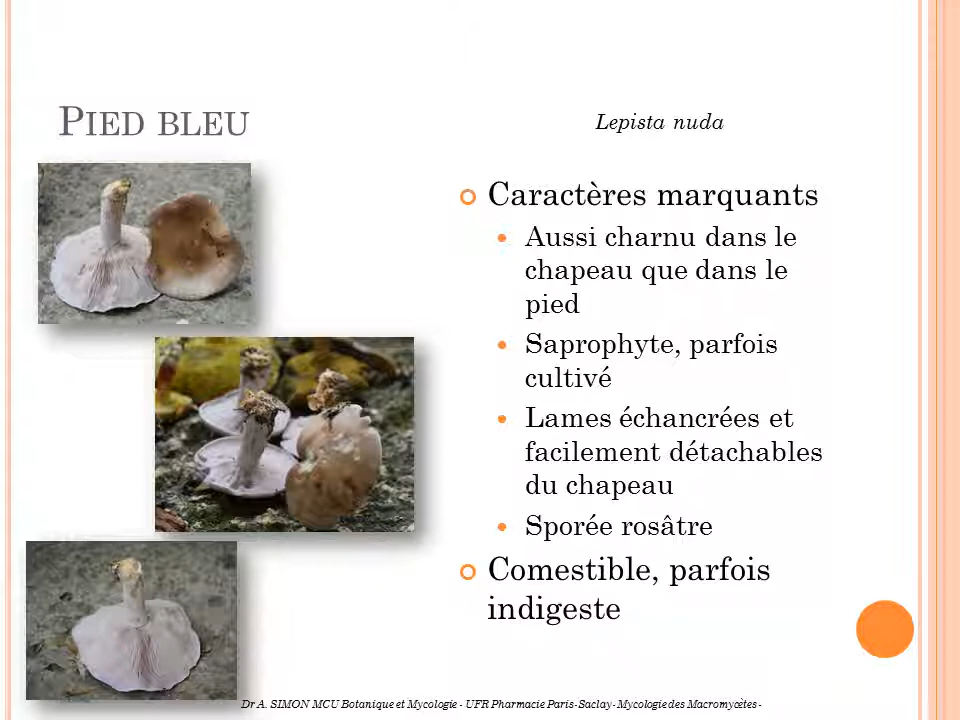 PIED BLEU
Lepista nuda
Caractères marquants
Aussi charnu dans le
chapeau que dans le
pied
Saprophyte, parfois
cultivé
Lames échancrées et
facilement détachables
du chapeau
Sporée rosâtre
Comestible, parfois
indigeste
Dr A. SIMON MCU Botanique et Mycologie - UFR Pharmacie Paris-Saclay- Mycologie des Macromycètes -